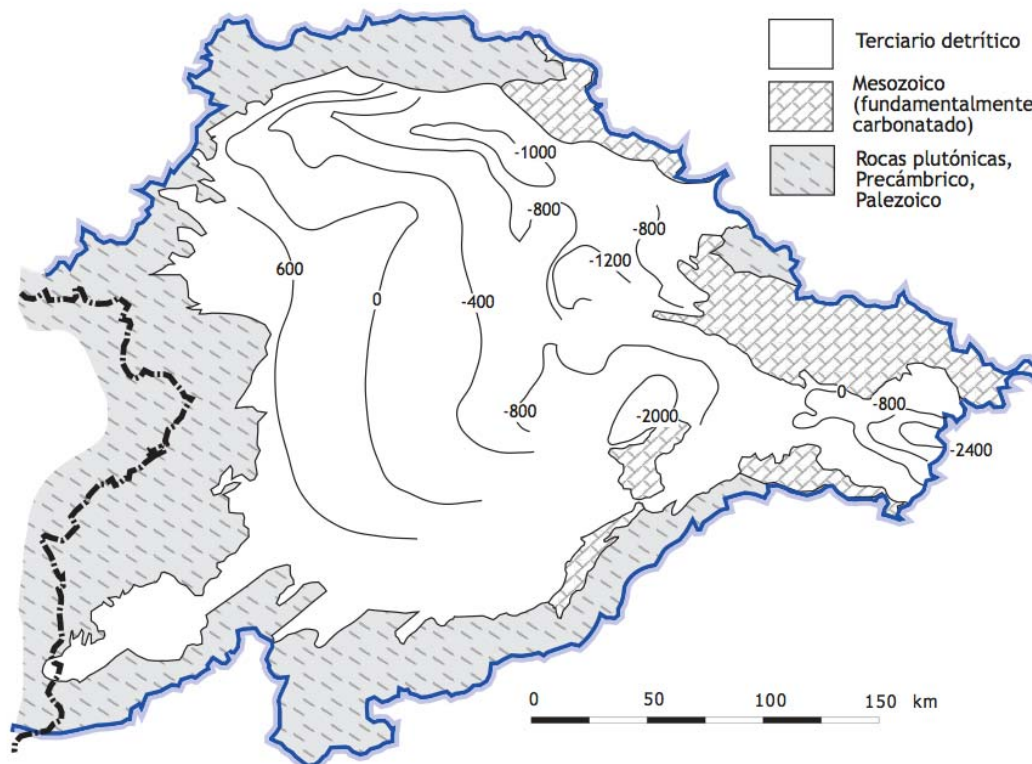 Terciario detrítico
Mesozoico
(fundamentalmente
carbonatado)
Rocas plutónicas,
Precámbrico,
Palezoico
-1000
-800
-800
-1200
600
0
-400
-800
-2000
0
-800
-2400
0 50 100 150 km